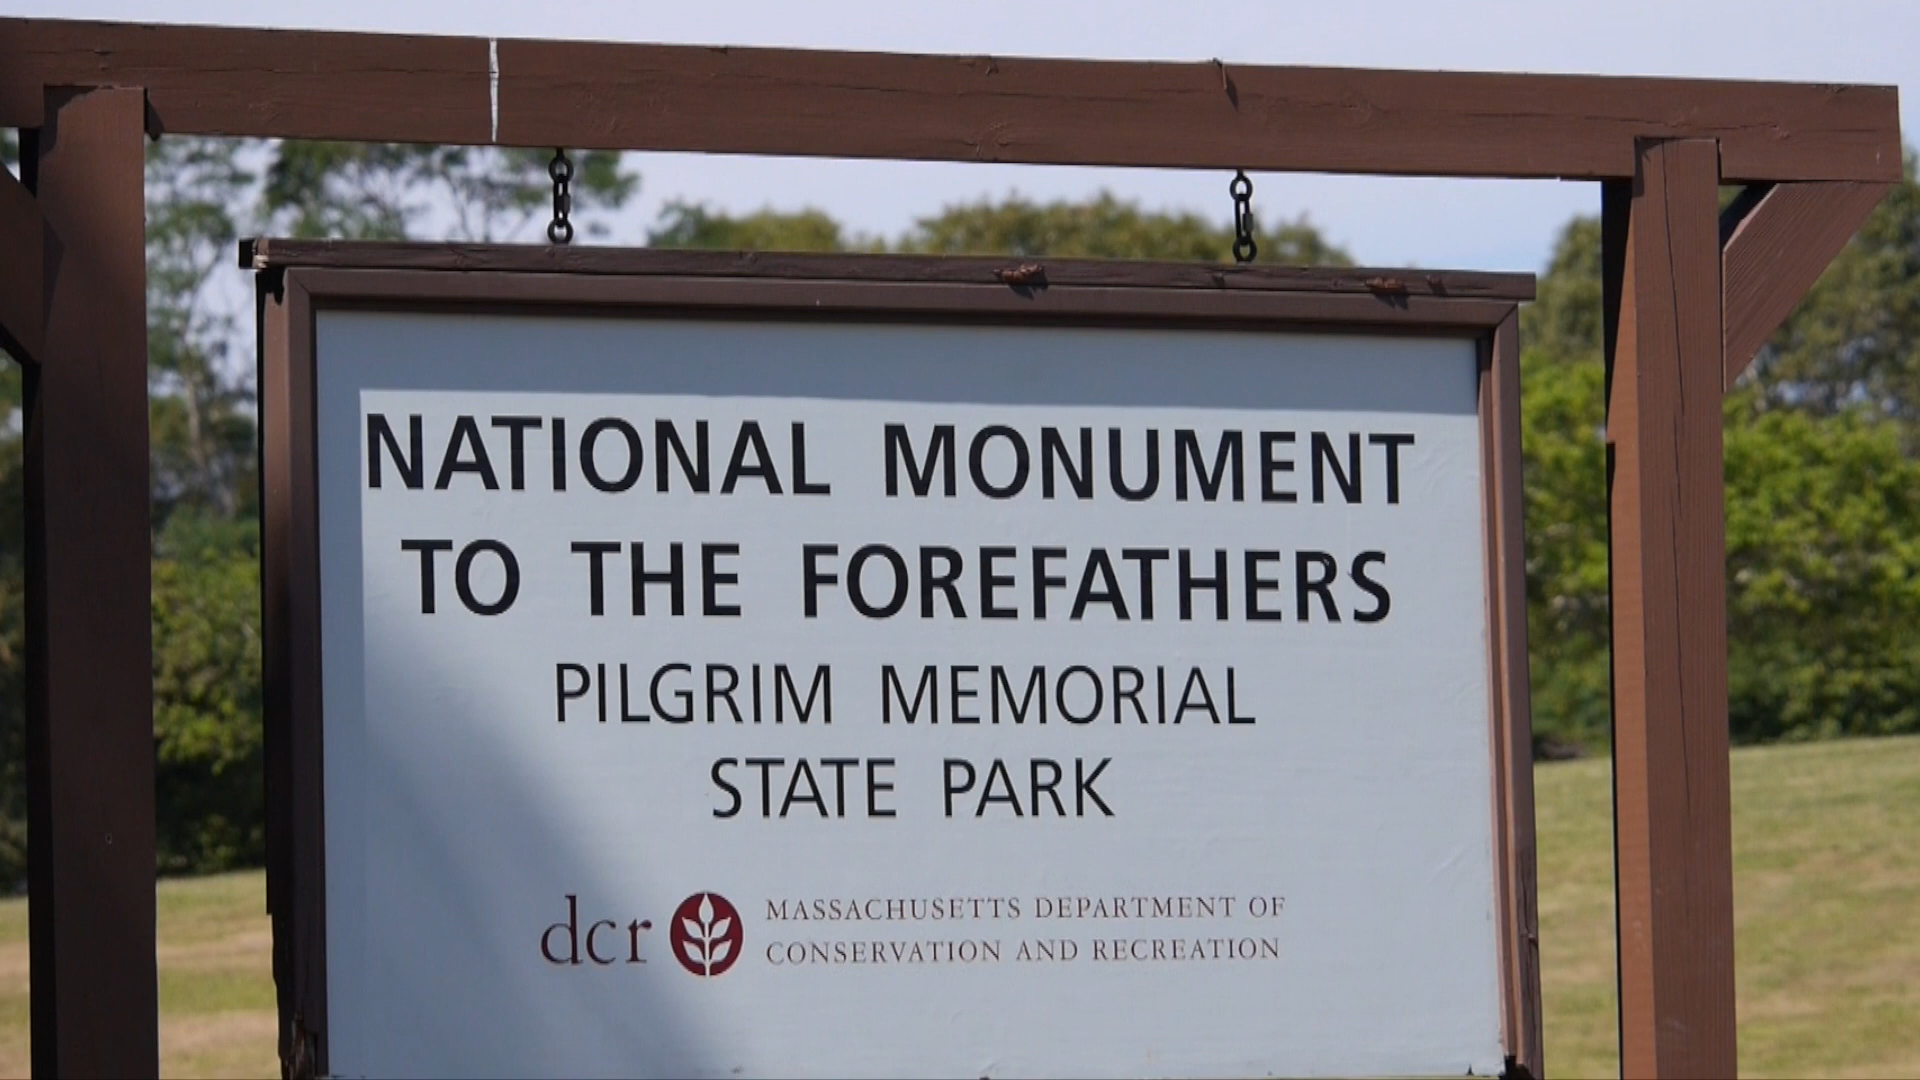 NATIONAL MONUMENT
TO THE FOREFATHERS
PILGRIM MEMORIAL
STATE PARK
dcr MASSACHUSETTS DEPARTMENT OF
CONSERVATION AND RECREATION